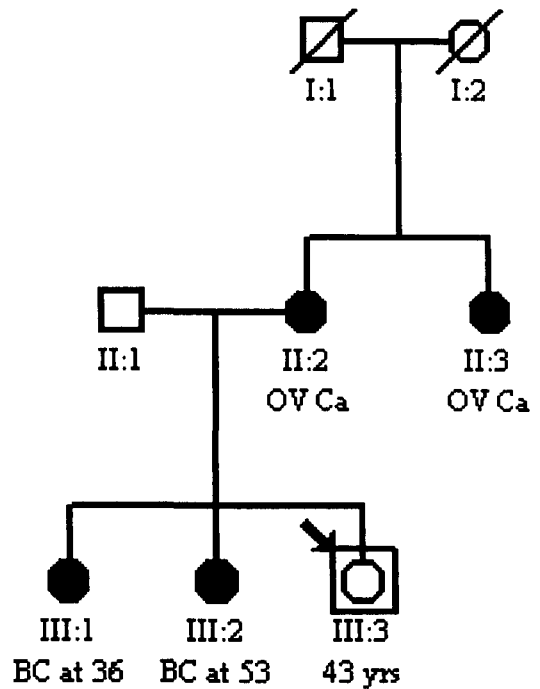 I:1 I:2
II:1 II:2 II:3
OV Ca OV Ca
III:1 III:2 III:3
BC at 36 BC at 53 43 yrs